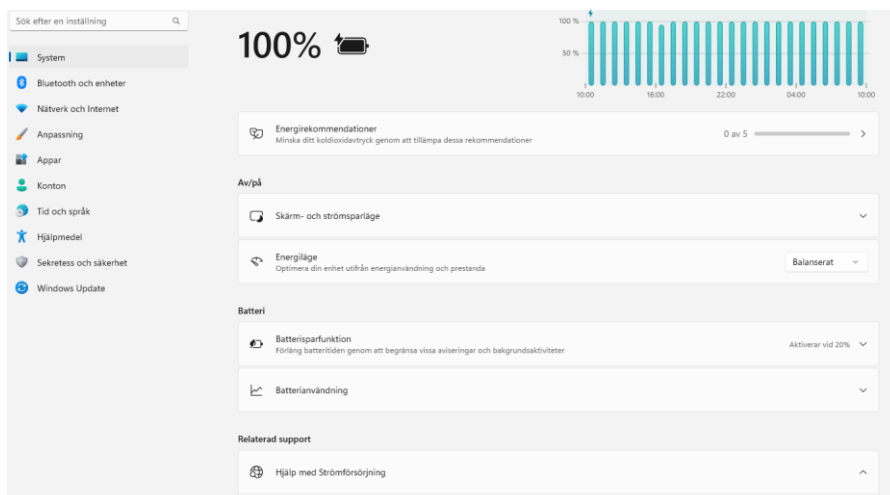 Sök efter en inställning
System
Bluetooth och enheter
Nätverk och Internet
Anpassning
Appar
Konton
Tid och språk
Hjälpmedel
Sekretess och säkerhet
Windows Update
100%
100 %
50 %
10:00 16:00 22:00 04:00 10:00
Energirekommendationer
Minska ditt koldioxidavtryck genom att tillämpa dessa rekommendationer
0 av 5
Av/på
Skärm- och strömsparläge
Energiläge
Optimera din enhet utifrån energianvändning och prestanda
Balanserat
Batteri
Batterisparfunktion
Förläng batteritiden genom att begränsa vissa aviseringar och bakgrundsaktiviteter
Aktiverar vid 20%
Batterianvändning
Relaterad support
Hjälp med Strömförsörjning